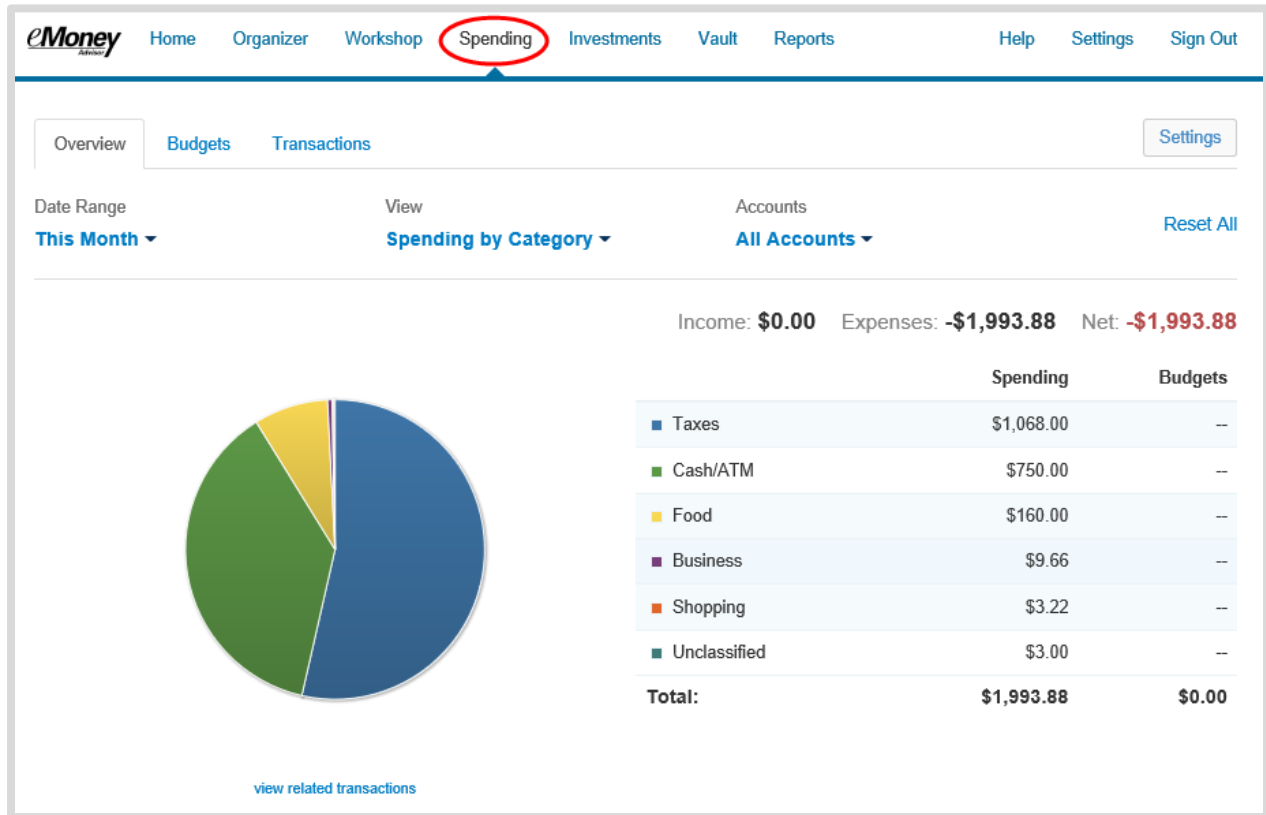 eMoney Advisor Home Organizer Workshop Spending Investments Vault Reports Help Settings Sign Out
Overview Budgets Transactions Settings
Date Range View Accounts
This Month Spending by Category All Accounts Reset All
Income: $0.00 Expenses: -$1,993.88 Net: -$1,993.88
Spending Budgets
Taxes $1,068.00 --
Cash/ATM $750.00 --
Food $160.00 --
Business $9.66 --
Shopping $3.22 --
Unclassified $3.00 --
Total: $1,993.88 $0.00
view related transactions